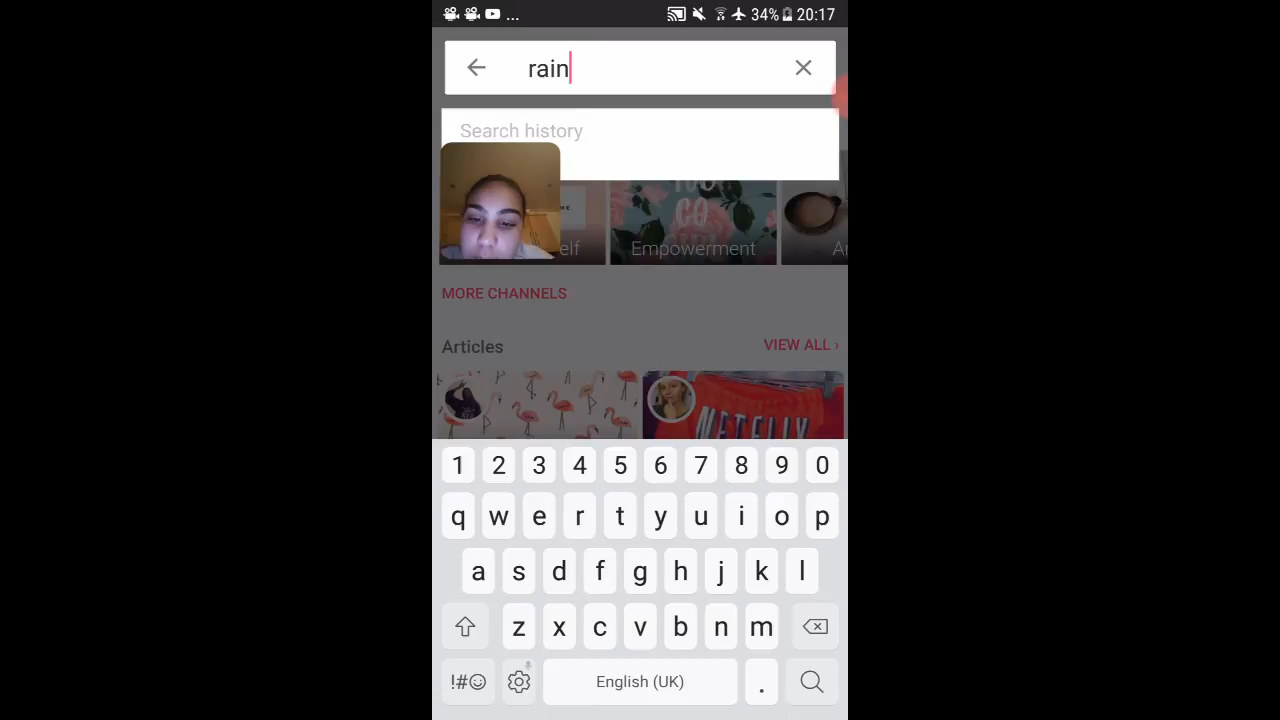 ... 34% 20:17
rain
Search history
elf
Empowerment
MORE CHANNELS
Articles
VIEW ALL ›
NETFLIX
1 2 3 4 5 6 7 8 9 0
q w e r t y u i o p
a s d f g h j k l
z x c v b n m
!#☺ English (UK) .